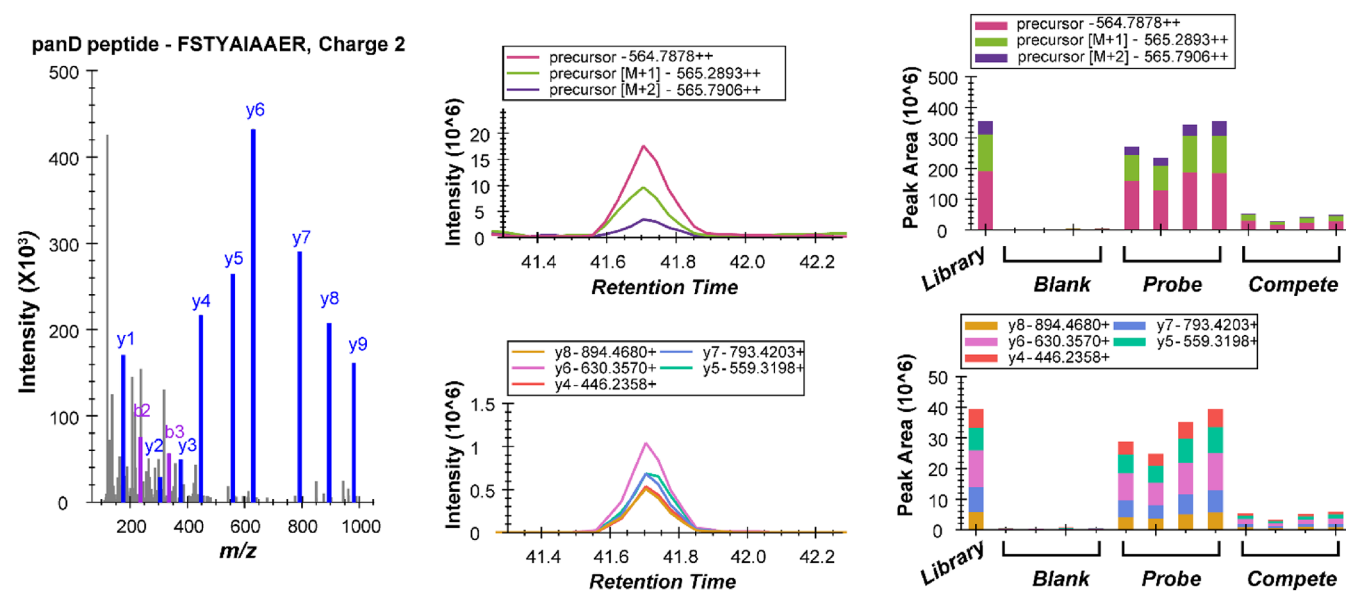 panD peptide - FSTYAIAAER, Charge 2
Intensity (X10³)
500
400
300
200
100
0
y1
b2
y2
b3
y3
y4
y5
y6
y7
y8
y9
200
400
600
800
1000
m/z
precursor - 564.7878++
precursor [M+1] - 565.2893++
precursor [M+2] - 565.7906++
Intensity (10^6)
20
15
10
5
0
41.4
41.6
41.8
42.0
42.2
Retention Time
y8 - 894.4680+
y7 - 793.4203+
y6 - 630.3570+
y5 - 559.3198+
y4 - 446.2358+
Intensity (10^6)
1.5
1.0
0.5
0.0
41.4
41.6
41.8
42.0
42.2
Retention Time
precursor - 564.7878++
precursor [M+1] - 565.2893++
precursor [M+2] - 565.7906++
Peak Area (10^6)
500
400
300
200
100
0
Library
Blank
Probe
Compete
y8 - 894.4680+
y7 - 793.4203+
y6 - 630.3570+
y5 - 559.3198+
y4 - 446.2358+
Peak Area (10^6)
50
40
30
20
10
0
Library
Blank
Probe
Compete